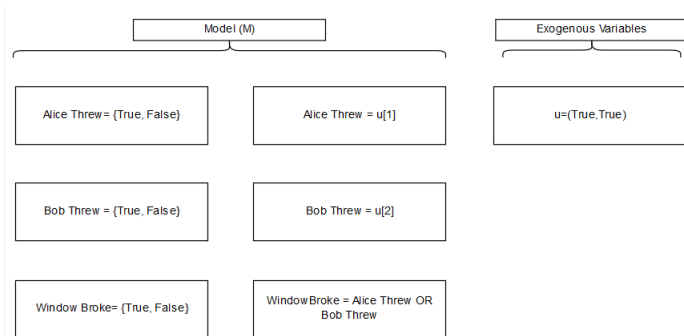 Model (M)
Exogenous Variables
Alice Threw= {True, False}
Alice Threw = u[1]
u=(True,True)
Bob Threw = {True, False}
Bob Threw = u[2]
Window Broke= {True, False}
WindowBroke = Alice Threw OR
Bob Threw